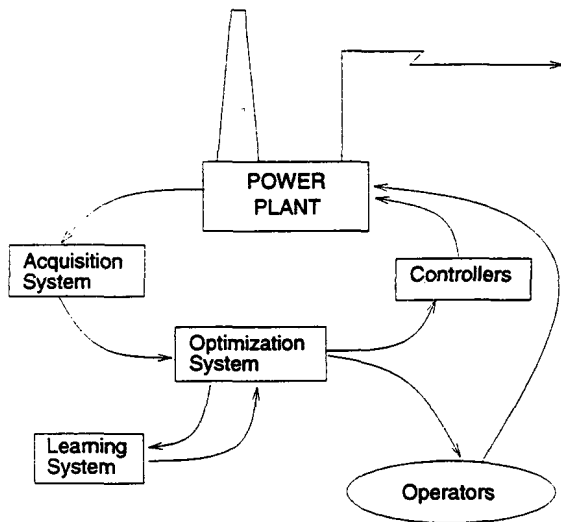 POWER
PLANT
Acquisition
System
Controllers
Optimization
System
Learning
System
Operators